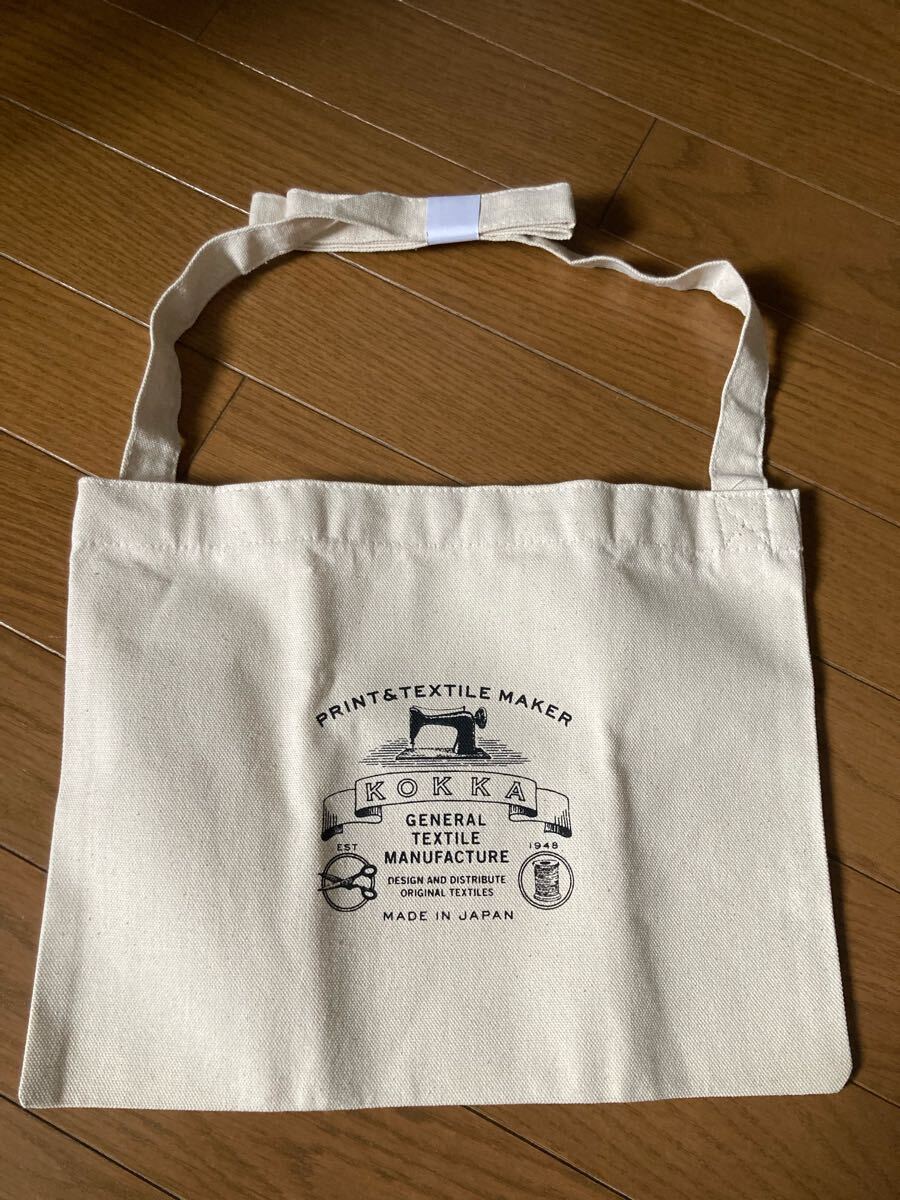 PRINT&TEXTILE MAKER
KOKKA
GENERAL
TEXTILE
MANUFACTURE
EST
1948
DESIGN AND DISTRIBUTE
ORIGINAL TEXTILES
MADE IN JAPAN